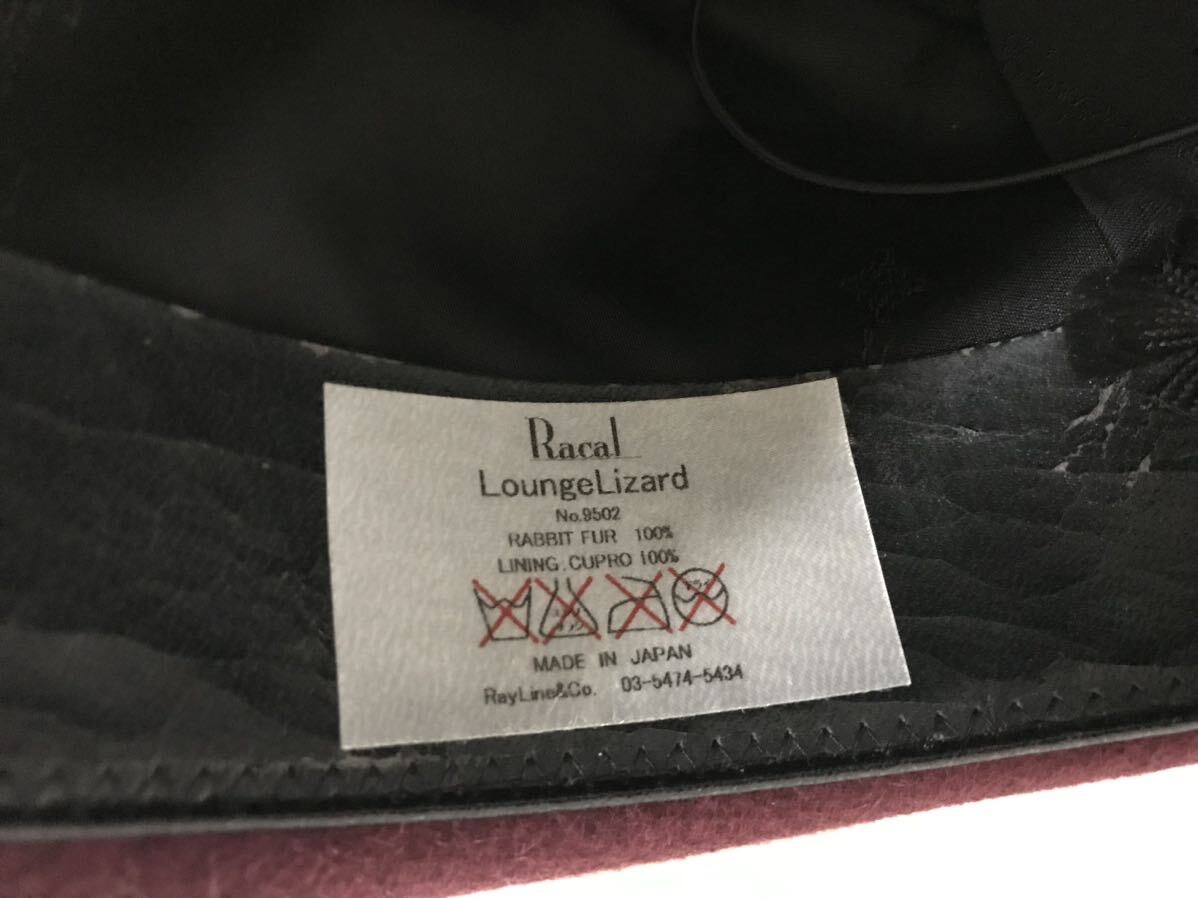 Racal
LoungeLizard
No.9502
RABBIT FUR 100%
LINING.CUPRO 100%
MADE IN JAPAN
RayLine&Co. 03-5474-5434